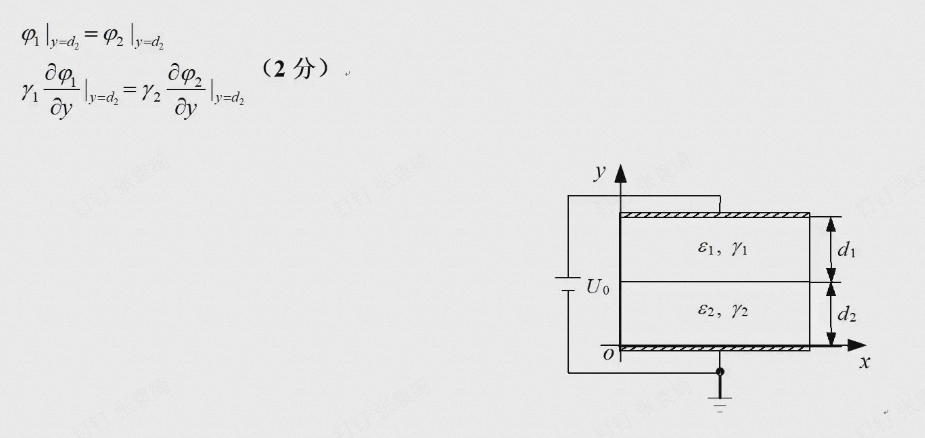 φ₁|y=d₂ = φ₂|y=d₂
γ₁ ∂φ₁/∂y|y=d₂ = γ₂ ∂φ₂/∂y|y=d₂ (2 分)
y
ε₁, γ₁
d₁
U₀
ε₂, γ₂
d₂
o
x